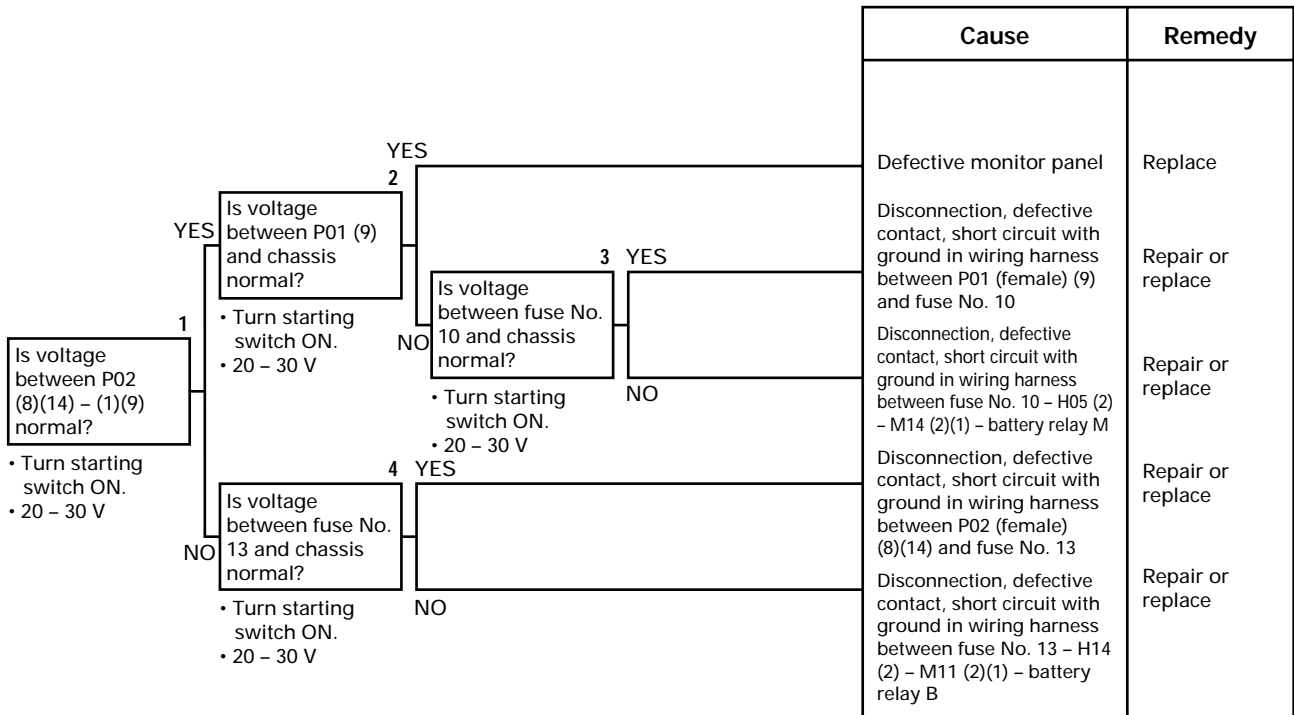 Cause
Remedy
YES
2
Defective monitor panel
Replace
YES
Is voltage
between P01 (9)
and chassis
normal?
• Turn starting
switch ON.
• 20 – 30 V
Disconnection, defective
contact, short circuit with
ground in wiring harness
between P01 (female) (9)
and fuse No. 10
Repair or
replace
3 YES
NO
Is voltage
between fuse No.
10 and chassis
normal?
• Turn starting
switch ON.
• 20 – 30 V
NO
Disconnection, defective
contact, short circuit with
ground in wiring harness
between fuse No. 10 – H05 (2)
– M14 (2)(1) – battery relay M
Repair or
replace
1
Is voltage
between P02
(8)(14) – (1)(9)
normal?
• Turn starting
switch ON.
• 20 – 30 V
4 YES
NO
Is voltage
between fuse No.
13 and chassis
normal?
• Turn starting
switch ON.
• 20 – 30 V
Disconnection, defective
contact, short circuit with
ground in wiring harness
between P02 (female)
(8)(14) and fuse No. 13
Repair or
replace
NO
Disconnection, defective
contact, short circuit with
ground in wiring harness
between fuse No. 13 – H14
(2) – M11 (2)(1) – battery
relay B
Repair or
replace